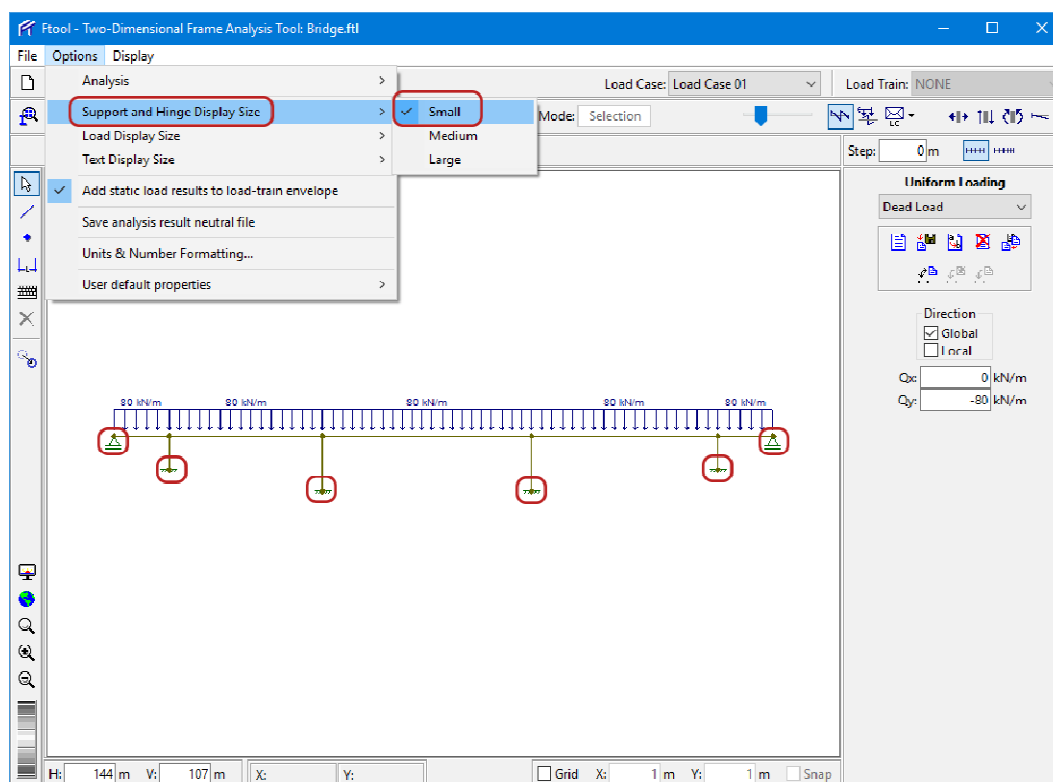 Ftool - Two-Dimensional Frame Analysis Tool: Bridge.ftl
File Options Display
Analysis >
Load Case: Load Case 01
Load Train: NONE
Support and Hinge Display Size >
Small
Mode: Selection
LC
Load Display Size >
Medium
Text Display Size >
Large
Step: 0 m
Add static load results to load-train envelope
Uniform Loading
Dead Load
Save analysis result neutral file
Units & Number Formatting...
User default properties >
Direction
Global
Local
Qx: 0 kN/m
Qy: -80 kN/m
80 kN/m 80 kN/m 80 kN/m 80 kN/m 80 kN/m
H: 144 m V: 107 m X: Y: Grid X: 1 m Y: 1 m Snap